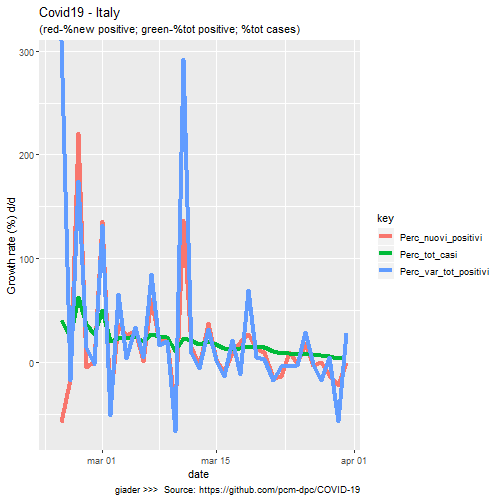 Covid19 - Italy
(red-%new positive; green-%tot positive; %tot cases)
300
200
100
0
Growth rate (%) d/d
mar 01
mar 15
apr 01
date
key
Perc_nuovi_positivi
Perc_tot_casi
Perc_var_tot_positivi
giader >>>  Source: https://github.com/pcm-dpc/COVID-19